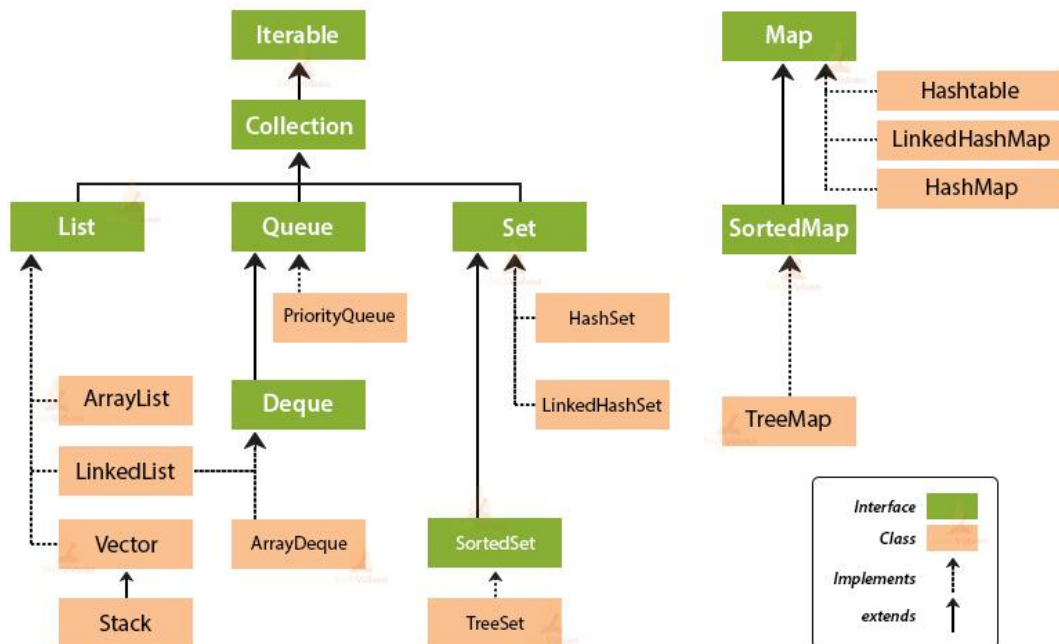 Iterable
Map
Hashtable
Collection
LinkedHashMap
HashMap
List
Queue
Set
SortedMap
PriorityQueue
HashSet
ArrayList
Deque
LinkedHashSet
TreeMap
LinkedList
Interface
Vector
ArrayDeque
SortedSet
Class
Implements
Stack
TreeSet
extends